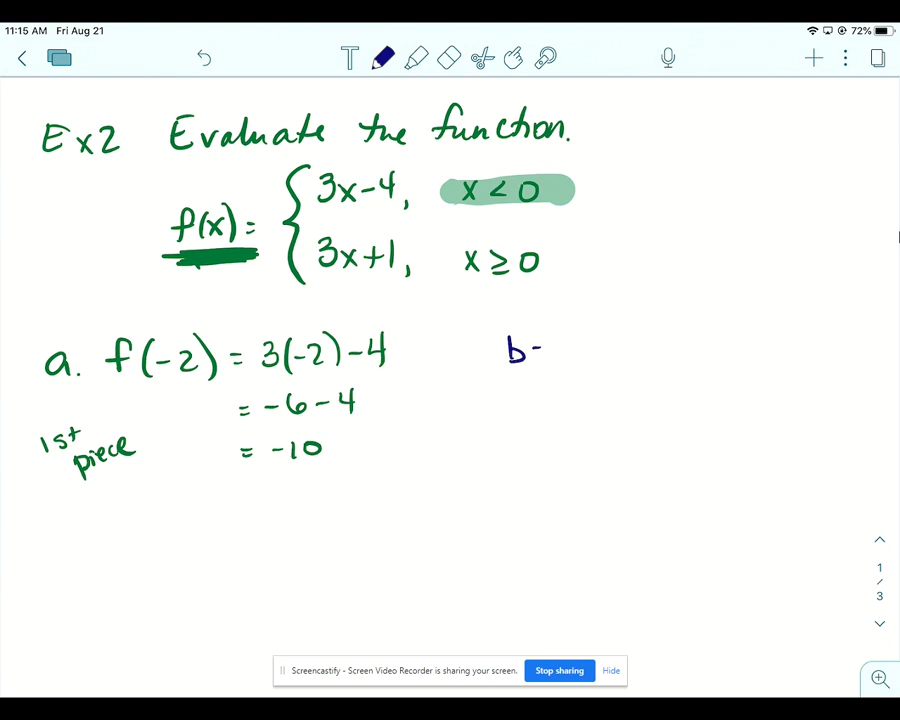 11:15 AM Fri Aug 21 72%
T
Ex2 Evaluate the function.
f(x) = { 3x-4, x < 0
3x+1, x ≥ 0
a. f(-2) = 3(-2)-4
= -6-4
= -10
1st piece
b-
1
/
3
Screencastify - Screen Video Recorder is sharing your screen. Stop sharing Hide